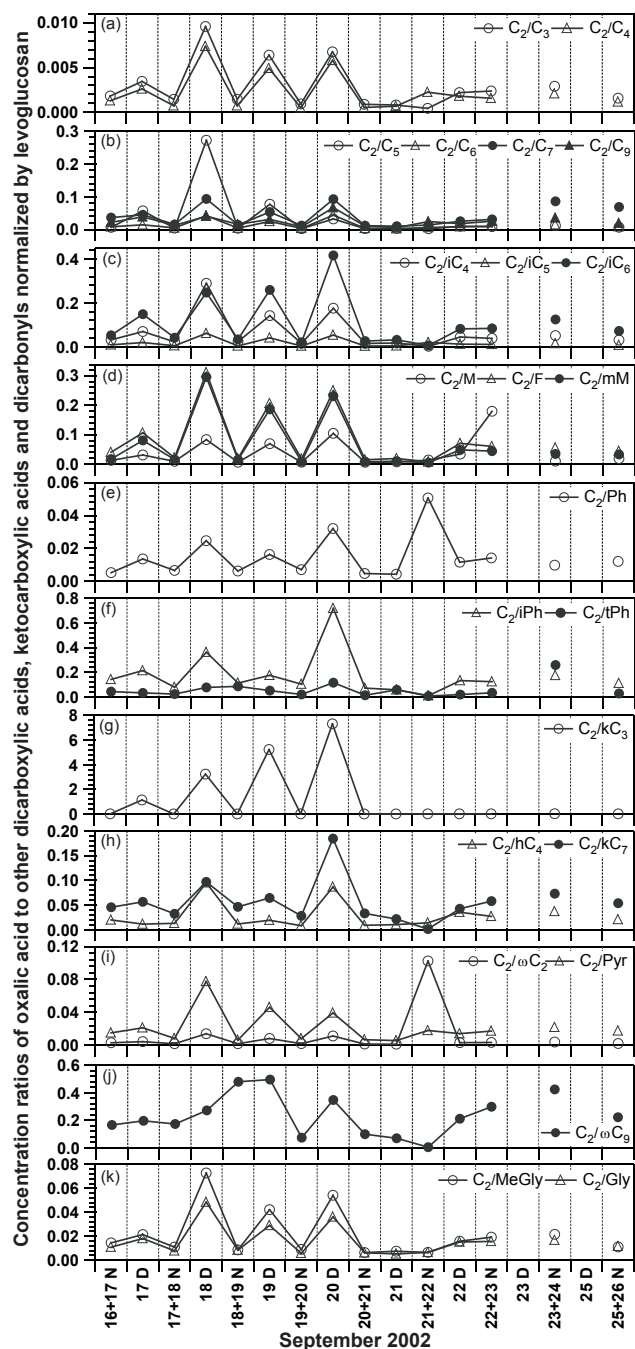 Concentration ratios of oxalic acid to other dicarboxylic acids, ketocarboxylic acids and dicarbonyls normalized by levoglucosan
(a)
C2/C3 C2/C4
0.010
0.005
0.000
(b)
C2/C5 C2/C6 C2/C7 C2/C9
0.3
0.2
0.1
0.0
(c)
C2/iC4 C2/iC5 C2/iC6
0.4
0.2
0.0
(d)
C2/M C2/F C2/mM
0.3
0.2
0.1
0.0
(e)
C2/Ph
0.06
0.04
0.02
0.00
(f)
C2/iPh C2/tPh
0.8
0.6
0.4
0.2
0.0
(g)
C2/kC3
8
6
4
2
0
(h)
C2/hC4 C2/kC7
0.20
0.15
0.10
0.05
0.00
(i)
C2/ωC2 C2/Pyr
0.12
0.08
0.04
0.00
(j)
C2/ωC9
0.6
0.4
0.2
0.0
(k)
C2/MeGly C2/Gly
0.08
0.06
0.04
0.02
0.00
16+17 N
17 D
17+18 N
18 D
18+19 N
19 D
19+20 N
20 D
20+21 N
21 D
21+22 N
22 D
22+23 N
23 D
23+24 N
25 D
25+26 N
September 2002